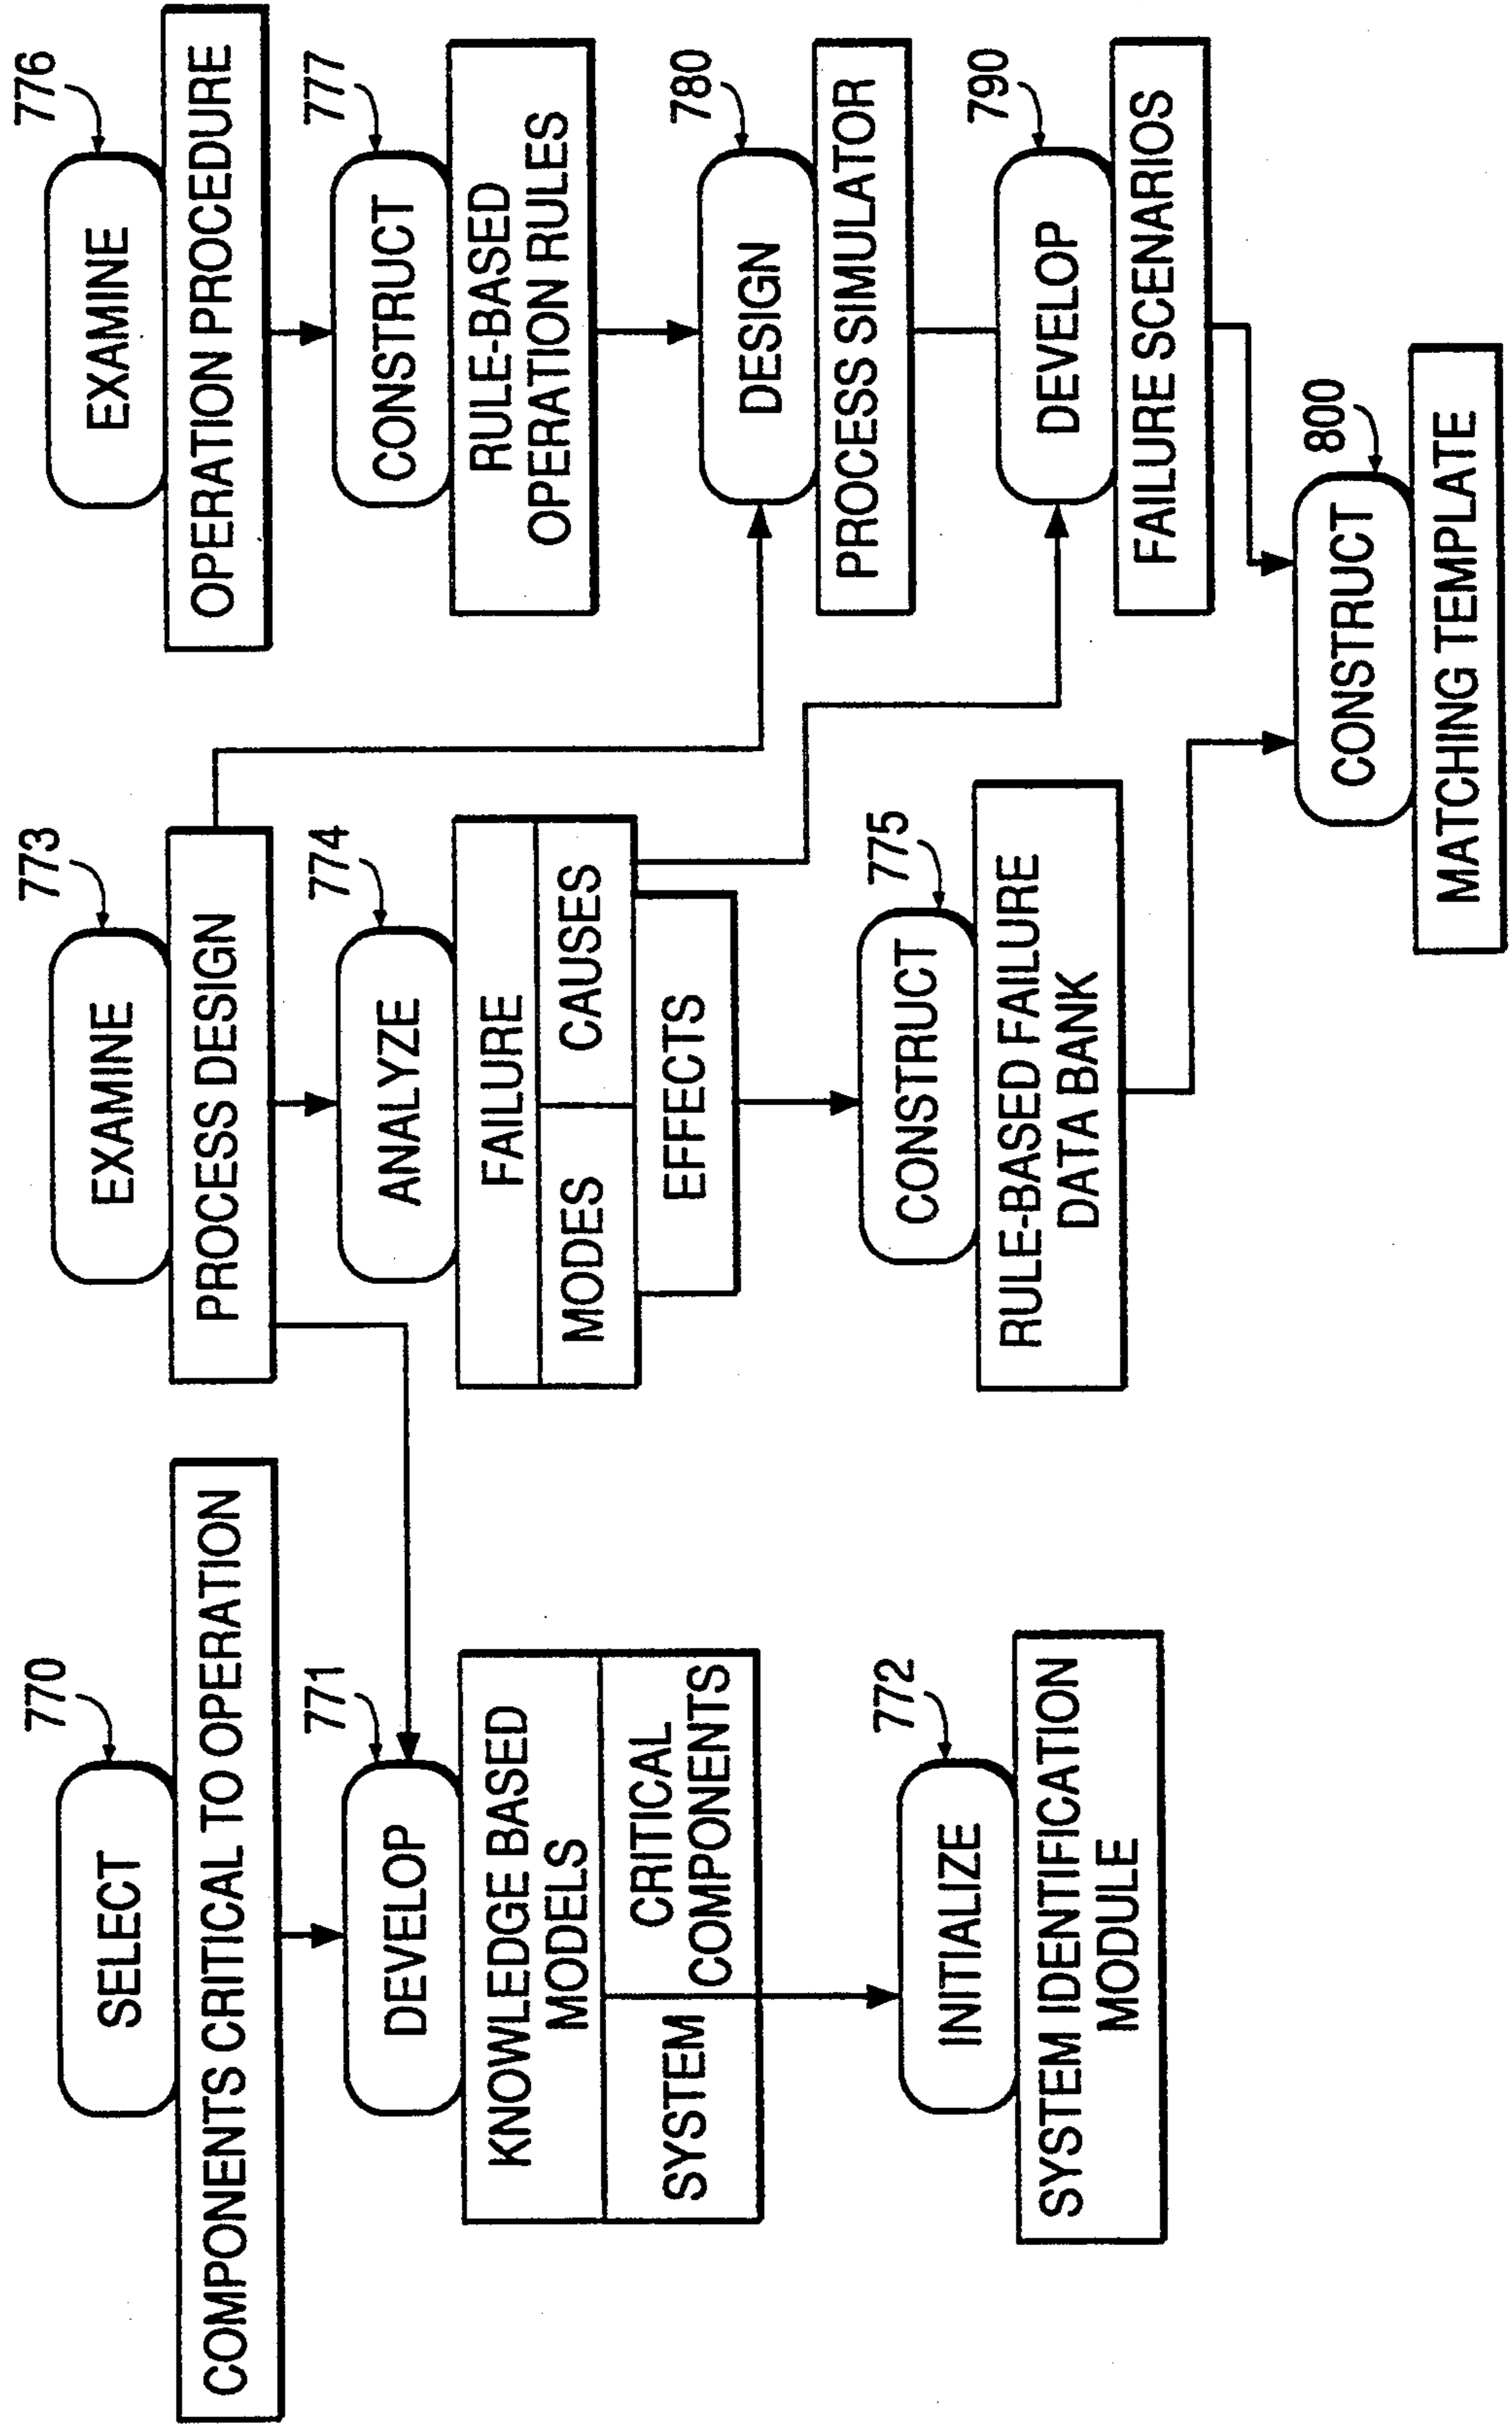 770
SELECT
COMPONENTS CRITICAL TO OPERATION
771
DEVELOP
KNOWLEDGE BASED
MODELS
SYSTEM
CRITICAL
COMPONENTS
772
INITIALIZE
SYSTEM IDENTIFICATION
MODULE
773
EXAMINE
PROCESS DESIGN
774
ANALYZE
FAILURE
MODES
CAUSES
EFFECTS
775
CONSTRUCT
RULE-BASED FAILURE
DATA BANK
776
EXAMINE
OPERATION PROCEDURE
777
CONSTRUCT
RULE-BASED
OPERATION RULES
780
DESIGN
PROCESS SIMULATOR
790
DEVELOP
FAILURE SCENARIOS
800
CONSTRUCT
MATCHING TEMPLATE